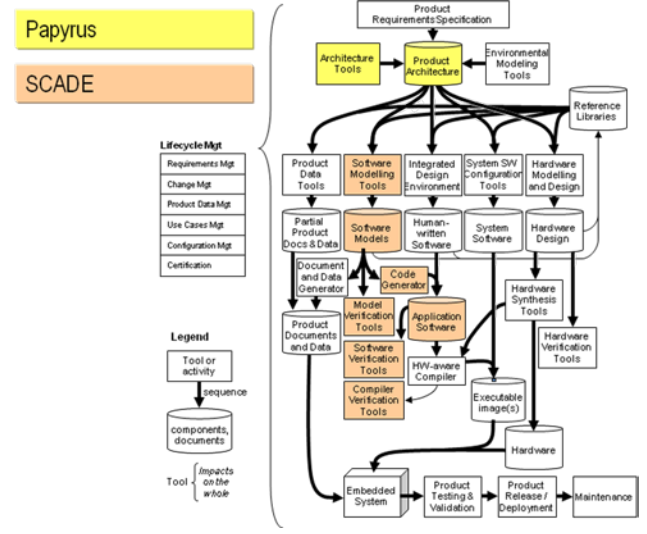 Papyrus
SCADE
Lifecycle Mgt
Requirements Mgt
Change Mgt
Product Data Mgt
Use Cases Mgt
Configuration Mgt
Certification
Legend
Tool or
activity
sequence
components,
documents
Tool
Impacts
on the
whole
Product
Requirements Specification
Architecture
Tools
Product
Architecture
Environmental
Modeling
Tools
Reference
Libraries
Product
Data
Tools
Software
Modelling
Tools
Integrated
Design
Environment
System SW
Configuration
Tools
Hardware
Modelling
and Design
Partial
Product
Docs & Data
Software
Models
Human-
written
Software
System
Software
Hardware
Design
Document
and Data
Generator
Code
Generator
Model
Verification
Tools
Application
Software
Hardware
Synthesis
Tools
Product
Documents
and Data
Software
Verification
Tools
HW-aware
Compiler
Hardware
Verification
Tools
Compiler
Verification
Tools
Executable
image(s)
Hardware
Embedded
System
Product
Testing &
Validation
Product
Release /
Deployment
Maintenance